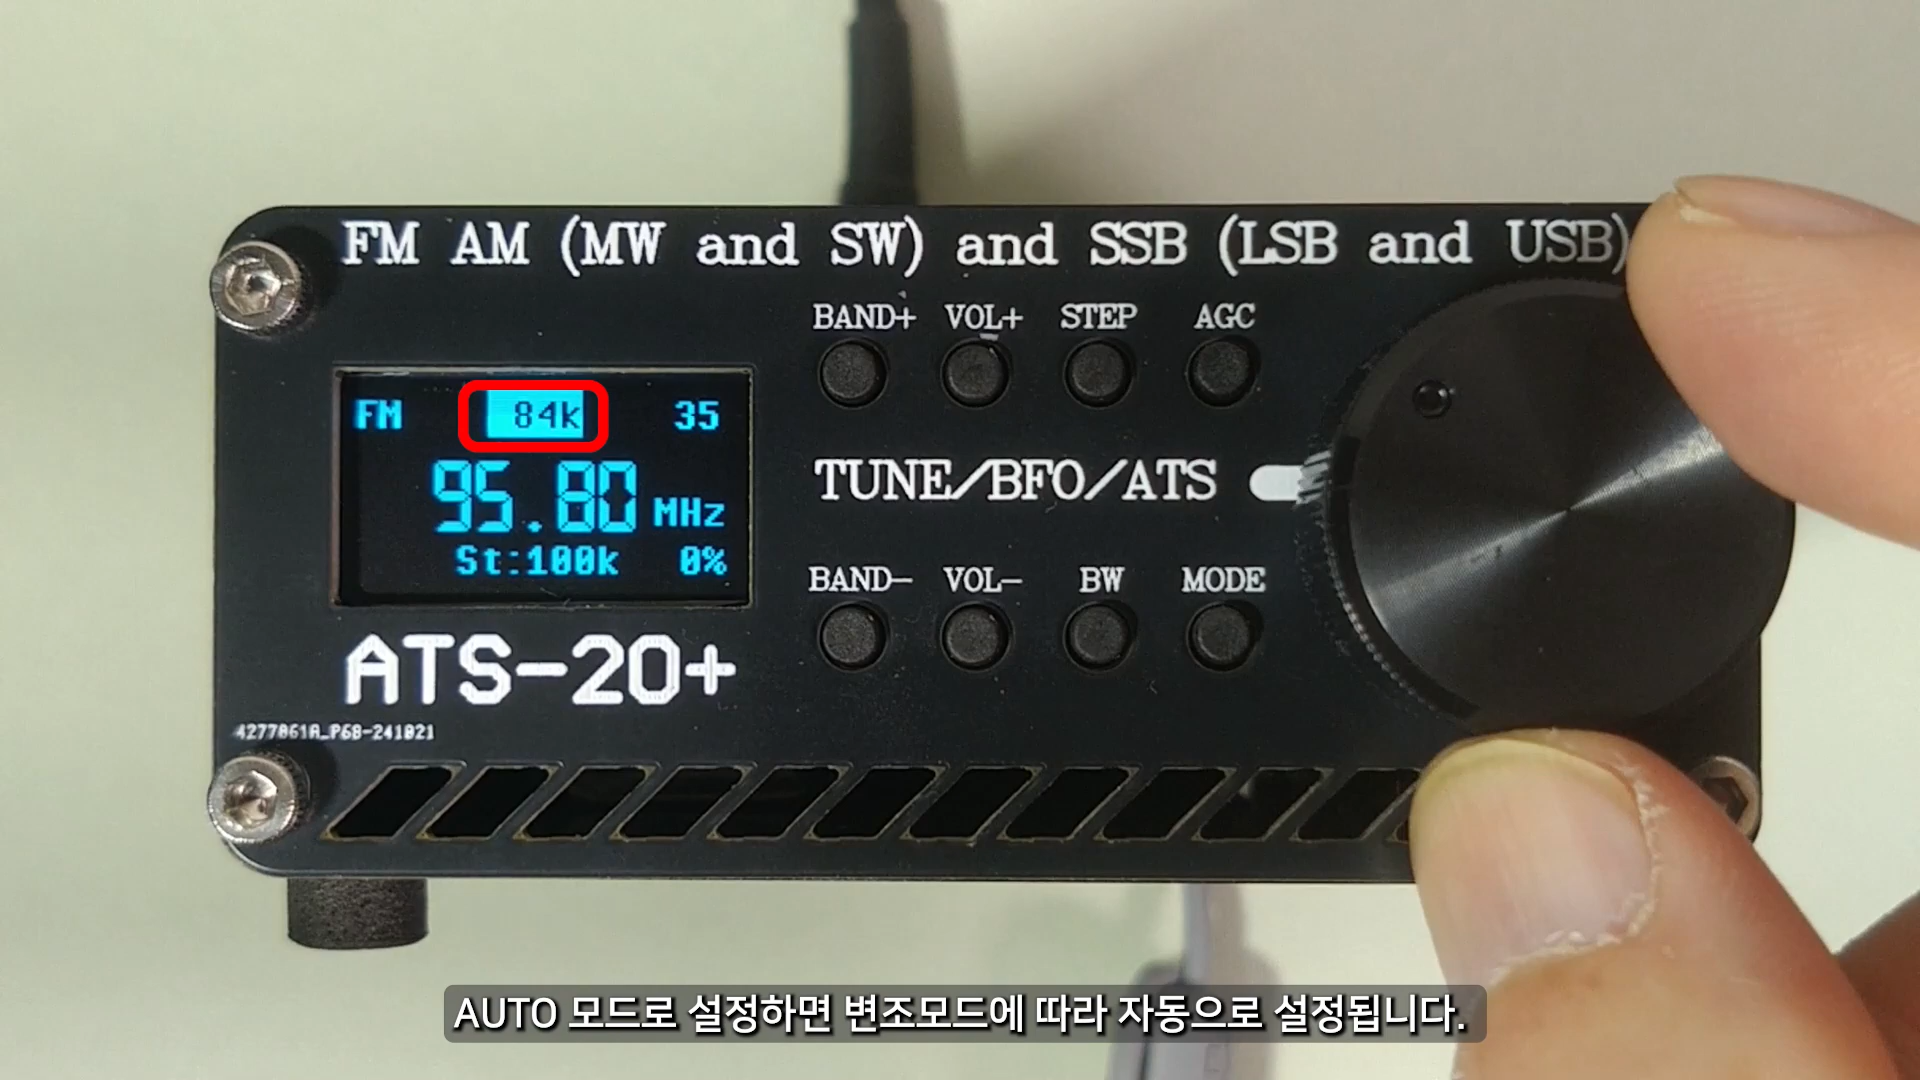 FM AM (MW and SW) and SSB (LSB and USB)
BAND+ VOL+ STEP AGC
FM 84k 35
95.80 MHz
St:100k 0%
TUNE/BFO/ATS
BAND- VOL- BW MODE
ATS-20+
4277061A_P68-241021
AUTO 모드로 설정하면 변조모드에 따라 자동으로 설정됩니다.